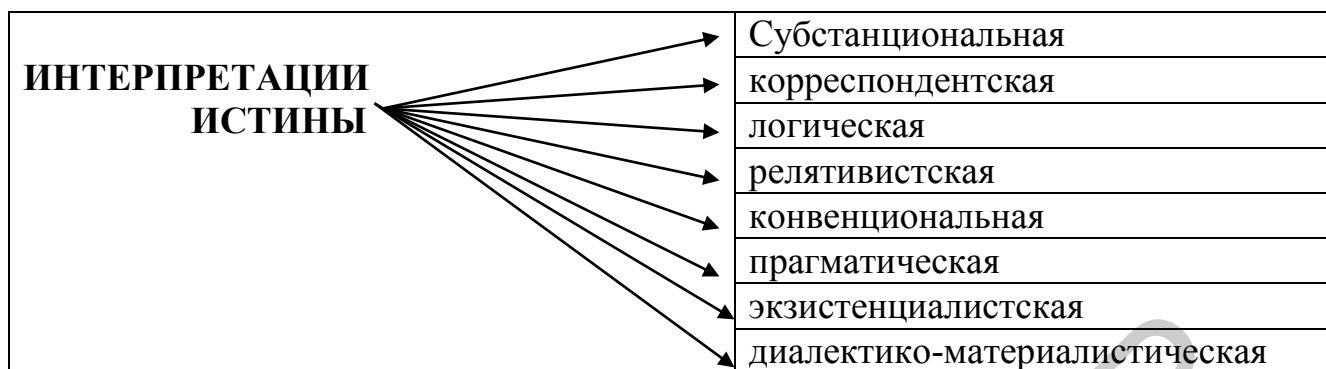 ИНТЕРПРЕТАЦИИ
ИСТИНЫ
Субстанциональная
корреспондентская
логическая
релятивистская
конвенциональная
прагматическая
экзистенциалистская
диалектико-материалистическая